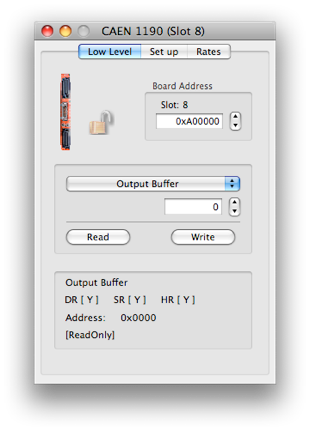 CAEN 1190 (Slot 8)
Low Level Set up Rates
Board Address
Slot: 8
0xA00000
Output Buffer
0
Read Write
Output Buffer
DR [ Y ] SR [ Y ] HR [ Y ]
Address: 0x0000
[ReadOnly]